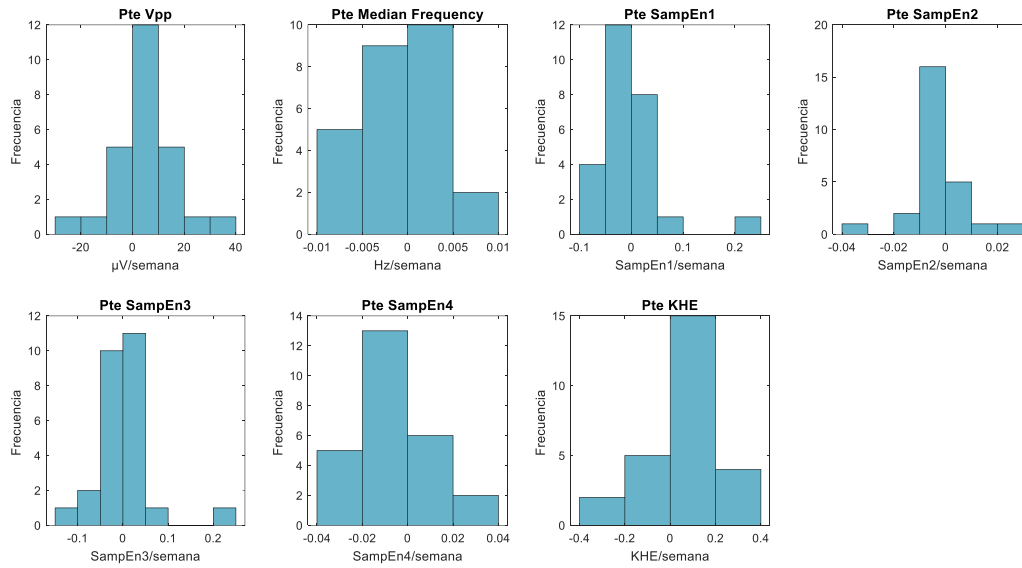 Pte Vpp
12
10
8
6
4
2
0
Frecuencia
-20 0 20 40
µV/semana
Pte Median Frequency
10
8
6
4
2
0
Frecuencia
-0.01 -0.005 0 0.005 0.01
Hz/semana
Pte SampEn1
12
10
8
6
4
2
0
Frecuencia
-0.1 0 0.1 0.2
SampEn1/semana
Pte SampEn2
20
15
10
5
0
Frecuencia
-0.04 -0.02 0 0.02
SampEn2/semana
Pte SampEn3
12
10
8
6
4
2
0
Frecuencia
-0.1 0 0.1 0.2
SampEn3/semana
Pte SampEn4
14
12
10
8
6
4
2
0
Frecuencia
-0.04 -0.02 0 0.02 0.04
SampEn4/semana
Pte KHE
15
10
5
0
Frecuencia
-0.4 -0.2 0 0.2 0.4
KHE/semana